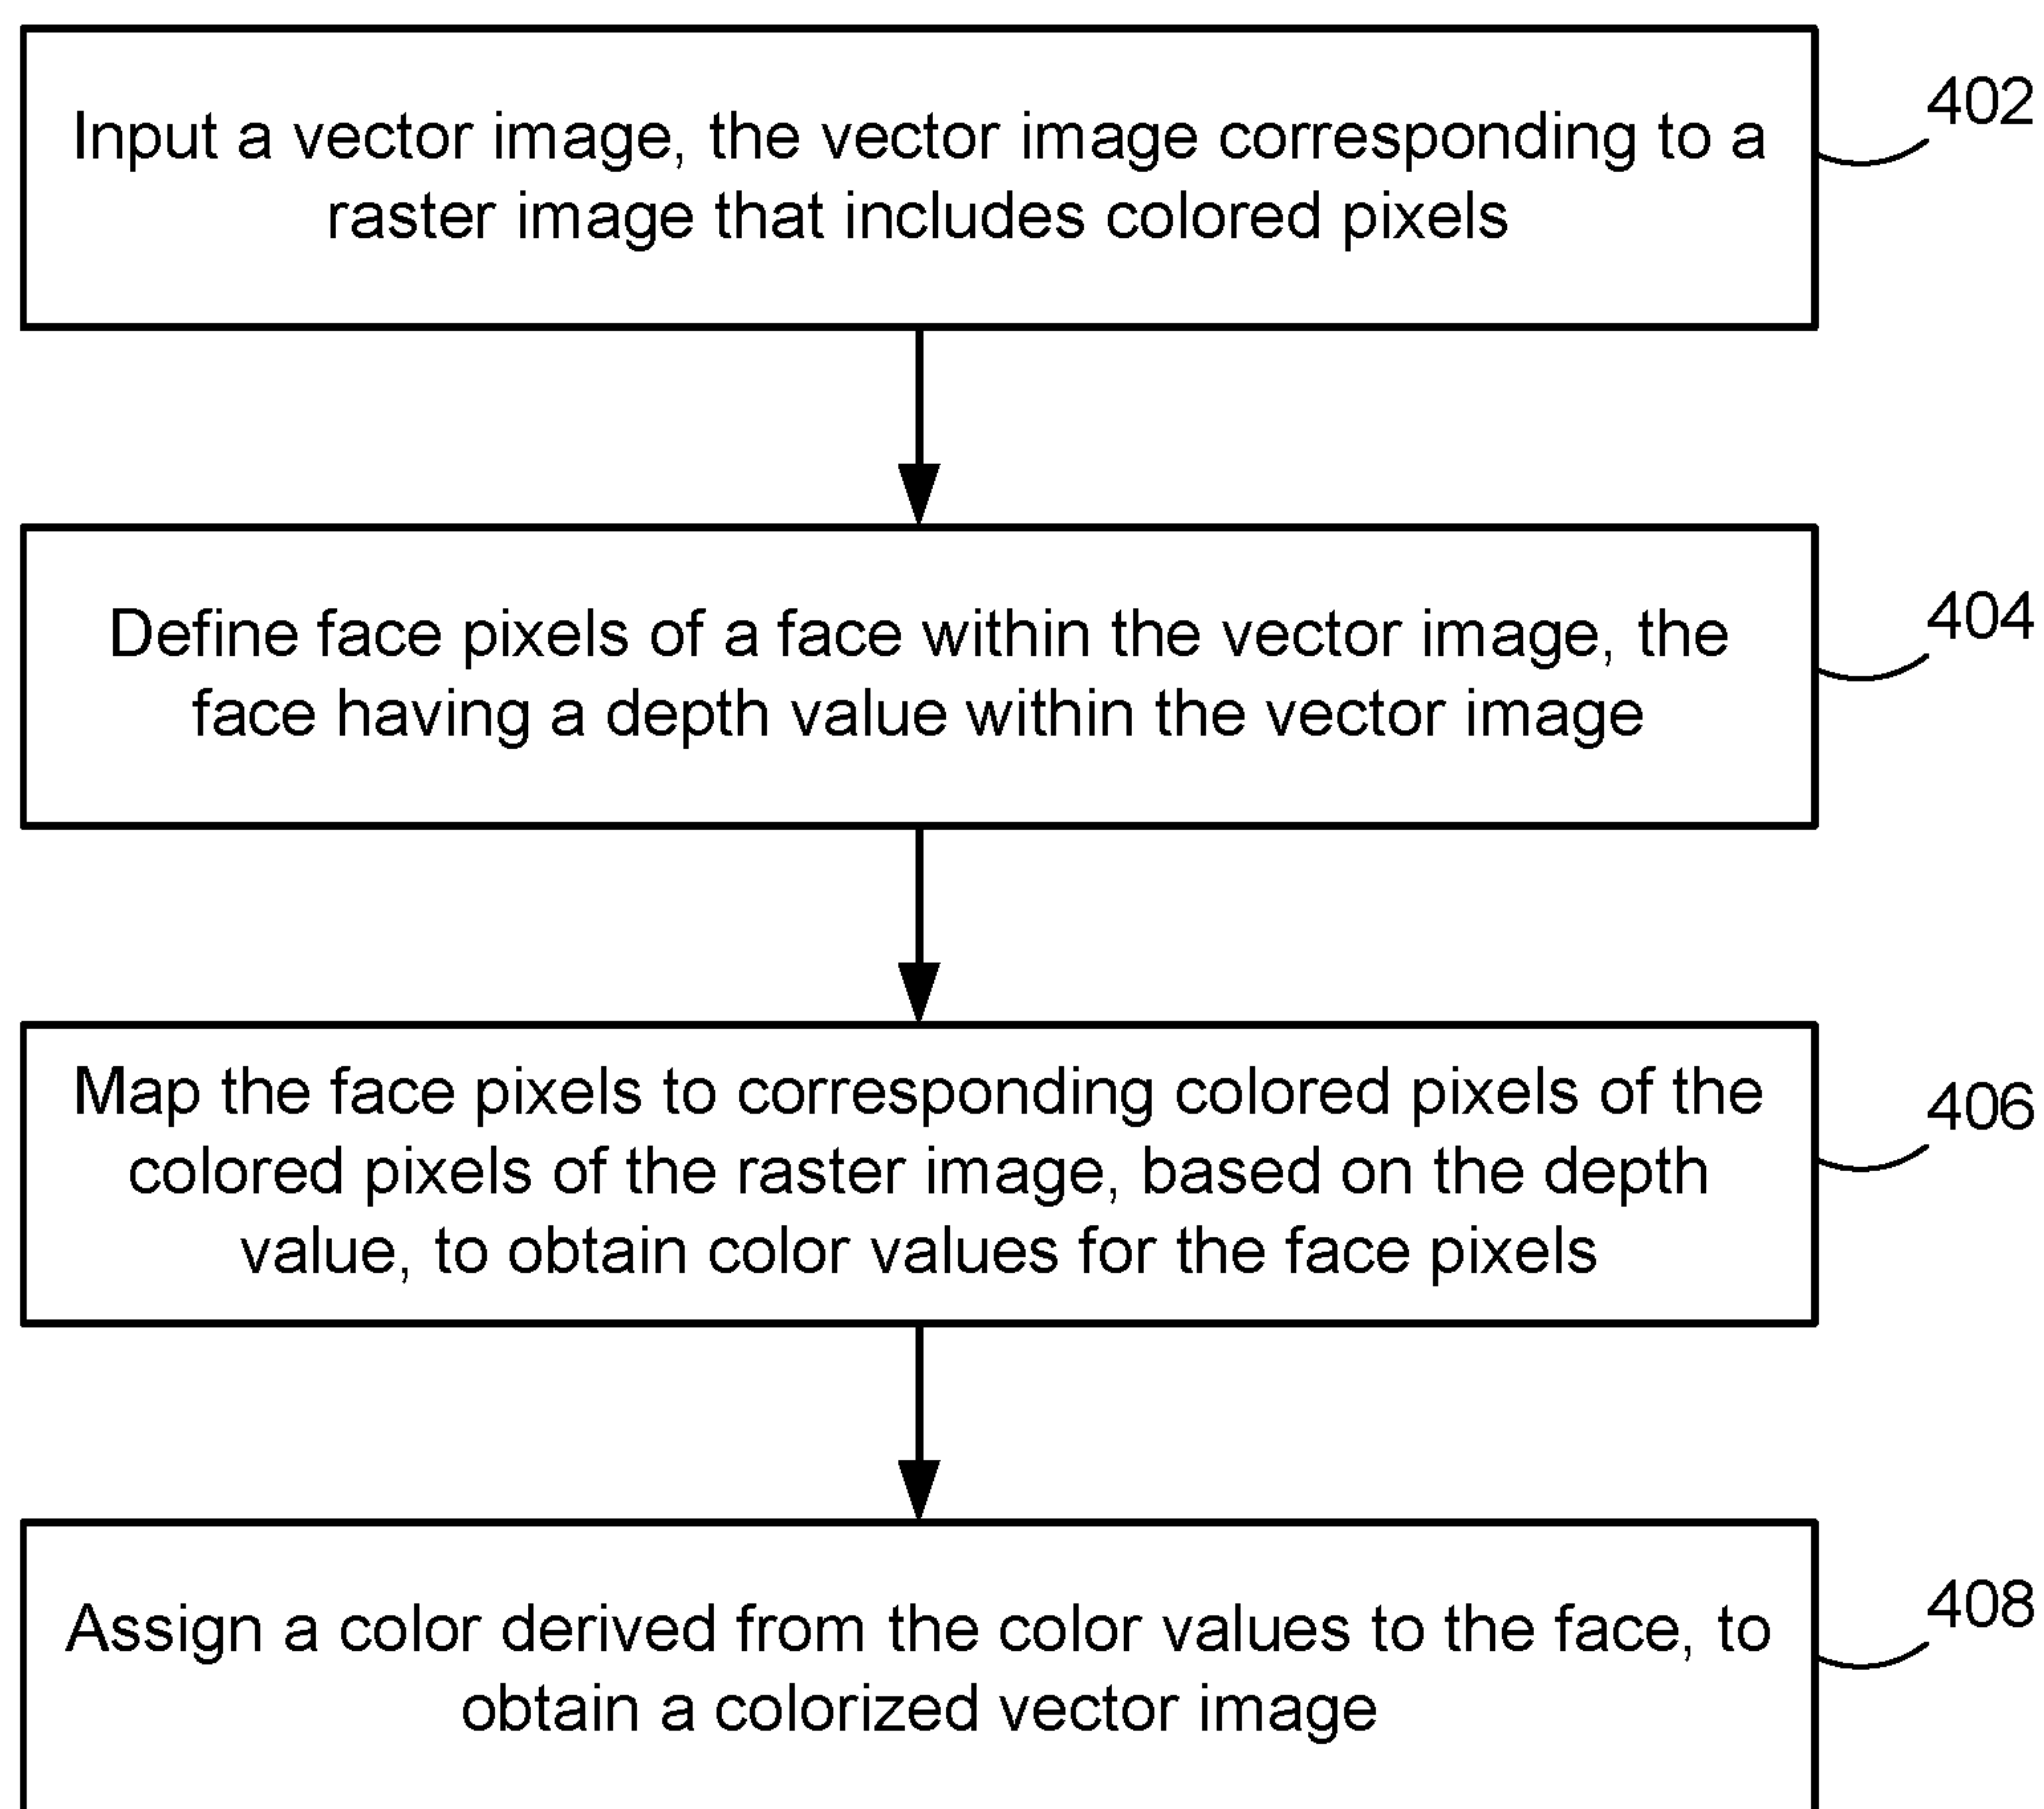 Input a vector image, the vector image corresponding to a
raster image that includes colored pixels
402
Define face pixels of a face within the vector image, the
face having a depth value within the vector image
404
Map the face pixels to corresponding colored pixels of the
colored pixels of the raster image, based on the depth
value, to obtain color values for the face pixels
406
Assign a color derived from the color values to the face, to
obtain a colorized vector image
408